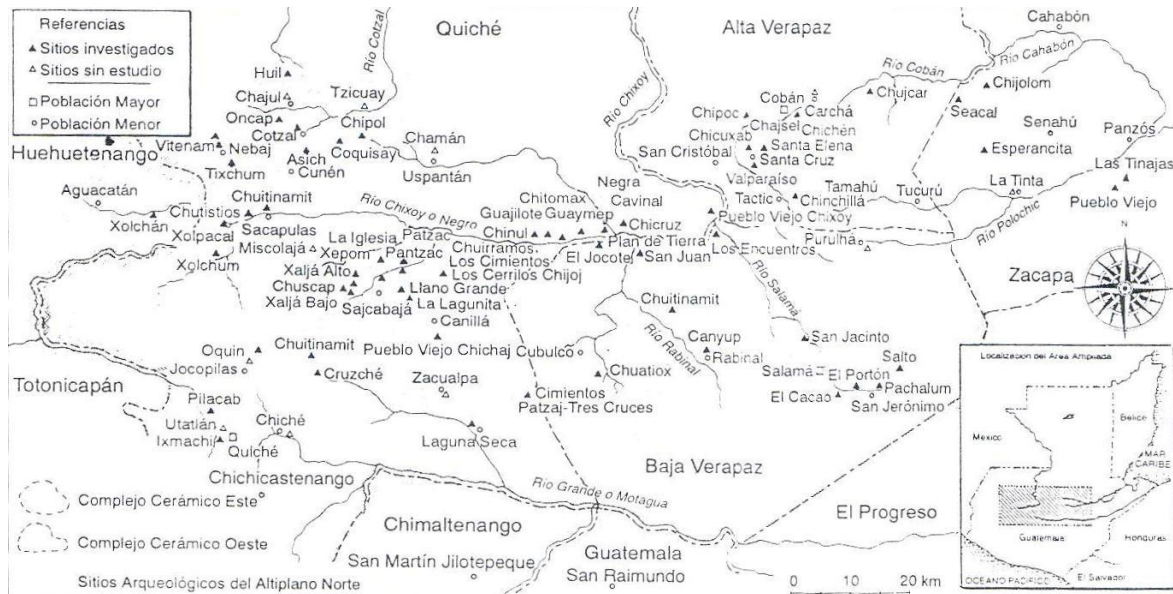 Referencias
Sitios investigados
Sitios sin estudio
Población Mayor
Población Menor
Quiché
Alta Verapaz
Cahabón
Río Cotzal
Río Chixoy
Río Cobán
Río Cahabón
Huil
Chajul
Tzicuay
Oncap
Cotzal
Chipol
Vitenam
Nebaj
Asich
Coquisay
Chamán
Tixchum
Cunén
Uspantán
Huehuetenango
Chujcar
Chijolom
Seacal
Cobán
Chipoc
Carchá
Chajsel
Chichén
Chicuxab
Santa Elena
San Cristóbal
Santa Cruz
Valparaíso
Senahú
Panzós
Esperancita
Las Tinajas
Aguacatán
Chuitinamit
Chutistios
Xolchán
Xolpacal
Sacapulas
Río Chixoy o Negro
Chitomax
Negra
Cavinal
Guajilote
Guaymep
Chicruz
Chinul
Tactic
Tamahú
Chinchillá
Tucurú
La Tinta
Pueblo Viejo
Pueblo Viejo Chixoy
Río Polochic
Purulhá
Miscolajá
La Iglesia
Patzac
Xepom
Pantzac
Chuirramos
Plan de Tierra
Los Encuentros
El Jocote
San Juan
Xolchum
Xaljá Alto
Los Cimientos
Los Cerrilos Chijoj
Chuscap
Llano Grande
Xaljá Bajo
La Lagunita
Sajcabajá
Canillá
Río Salamá
Zacapa
N
Chuitinamit
Oquin
Chuitinamit
Pueblo Viejo Chichaj
Cubulco
Río Rabinal
Canyup
Rabinal
San Jacinto
Jocopilas
Cruzché
Zacualpa
Chuatiox
Salamá
El Portón
Salto
Totonicapán
Pilacab
Cimientos
Patzaj-Tres Cruces
El Cacao
Pachalum
San Jerónimo
Utatlán
Ixmachi
Quiché
Chiché
Laguna Seca
Chichicastenango
Baja Verapaz
Río Grande o Motagua
El Progreso
Complejo Cerámico Este
Complejo Cerámico Oeste
Chimaltenango
Guatemala
San Martín Jilotepeque
San Raimundo
Sitios Arqueológicos del Altiplano Norte
0 10 20 km
Localización del Area Ampliada
Mexico
Belice
MAR
CARIBE
Guatemala
Honduras
El Salvador
OCEANO PACIFICO